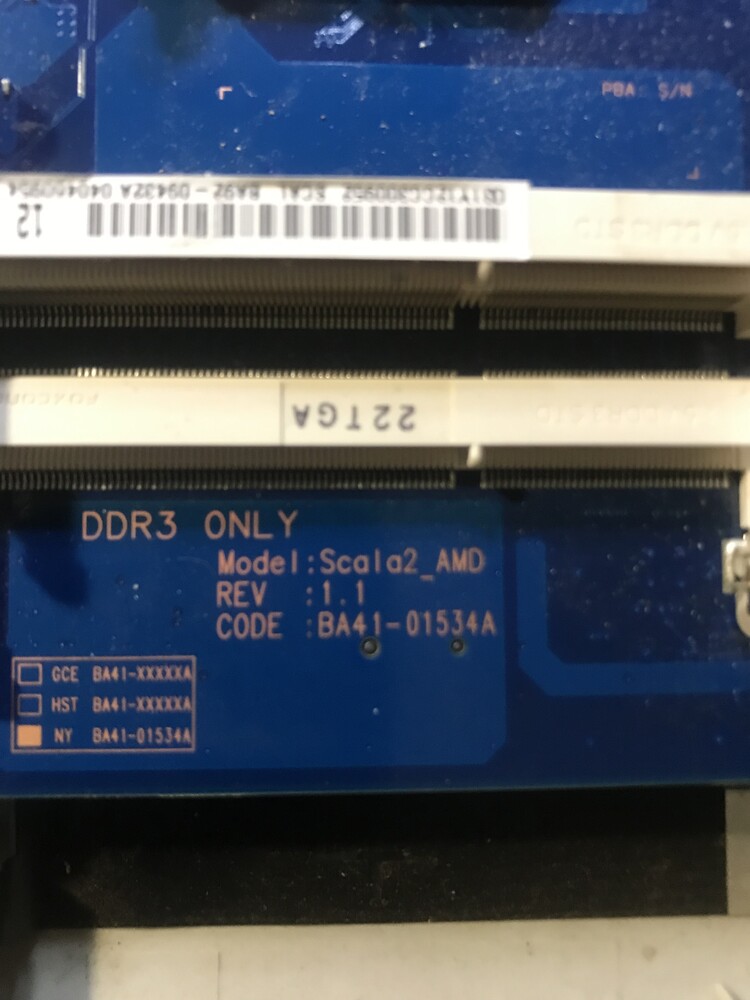 PBA S/N
BA92-09432A
12
22TGA
DDR3 ONLY
Model:Scala2_AMD
REV :1.1
CODE :BA41-01534A
GCE BA41-XXXXXA
HST BA41-XXXXXA
NY BA41-01534A